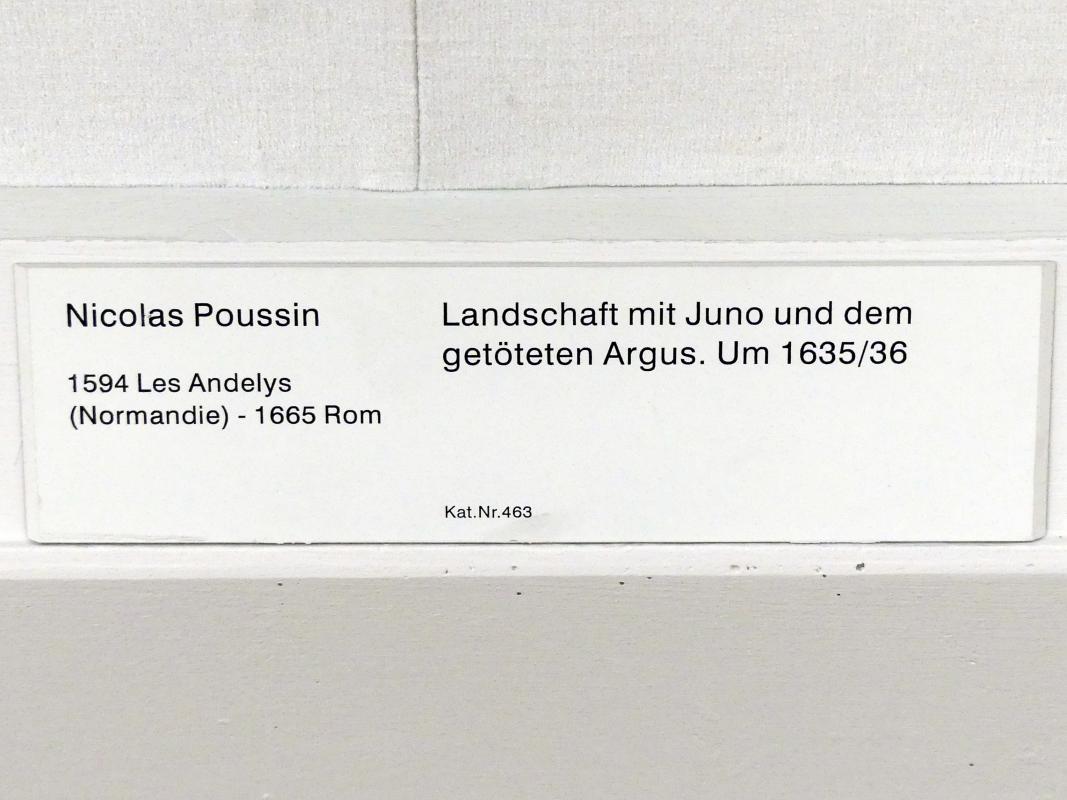 Nicolas Poussin
1594 Les Andelys
(Normandie) - 1665 Rom
Landschaft mit Juno und dem
getöteten Argus. Um 1635/36
Kat.Nr.463